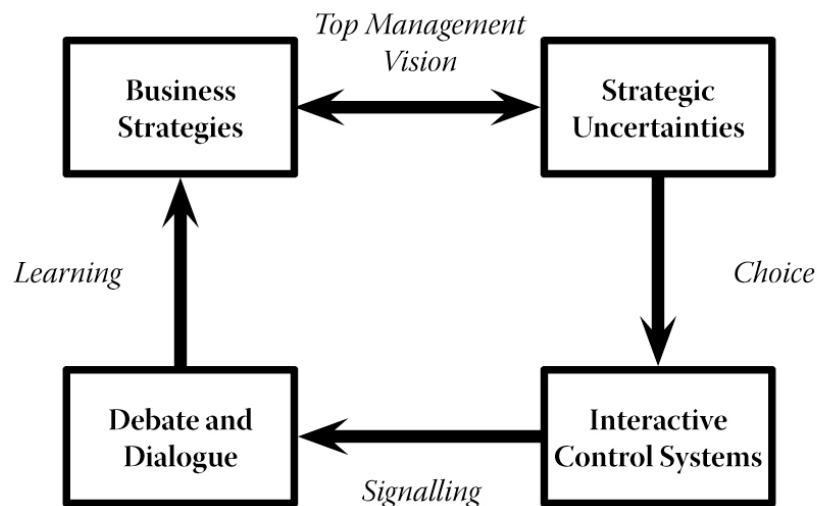 Top Management
Vision
Business
Strategies
Strategic
Uncertainties
Learning
Choice
Debate and
Dialogue
Interactive
Control Systems
Signalling